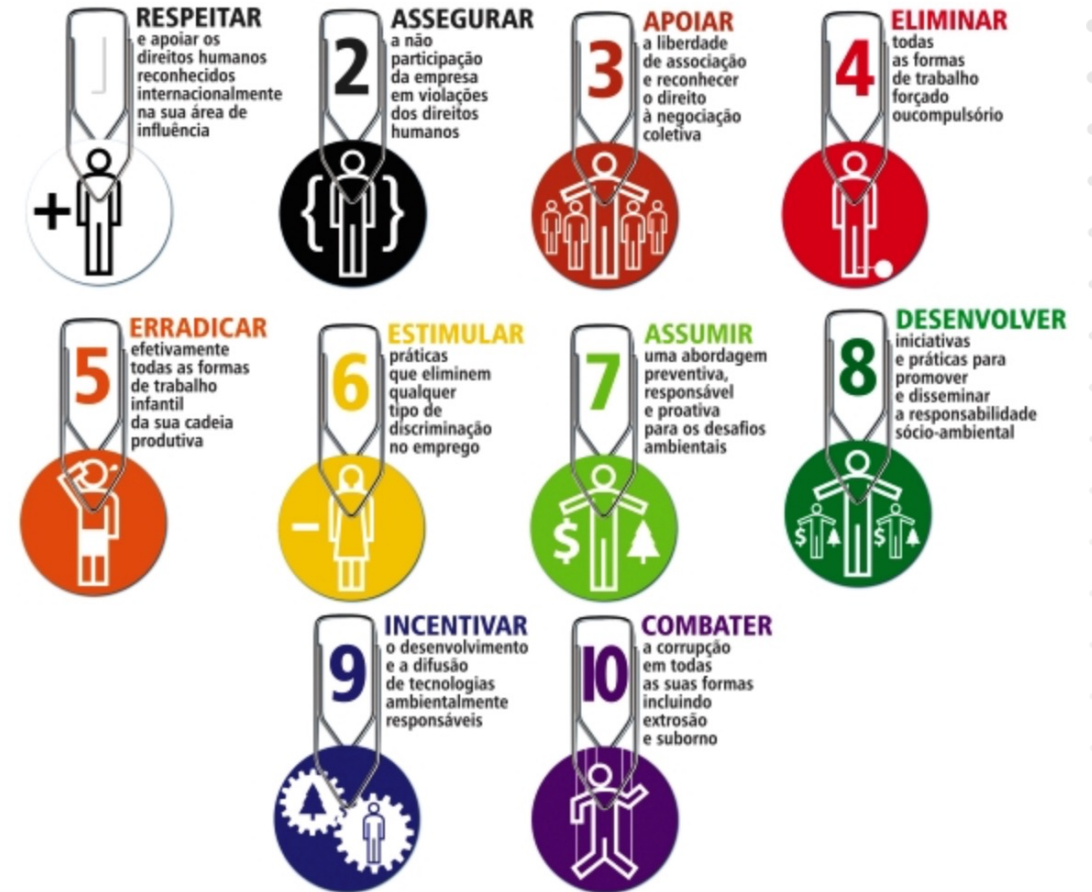 RESPEITAR
e apoiar os
direitos humanos
reconhecidos
internacionalmente
na sua área de
influência
2
ASSEGURAR
a não
participação
da empresa
em violações
dos direitos
humanos
3
APOIAR
a liberdade
de associação
e reconhecer
o direito
à negociação
coletiva
4
ELIMINAR
todas
as formas
de trabalho
forçado
oucompulsório
5
ERRADICAR
efetivamente
todas as formas
de trabalho
infantil
da sua cadeia
produtiva
6
ESTIMULAR
práticas
que eliminem
qualquer
tipo de
discriminação
no emprego
7
ASSUMIR
uma abordagem
preventiva,
responsável
e proativa
para os desafios
ambientais
$
8
DESENVOLVER
iniciativas
e práticas para
promover
e disseminar
a responsabilidade
sócio-ambiental
$ $
9
INCENTIVAR
o desenvolvimento
e a difusão
de tecnologias
ambientalmente
responsáveis
10
COMBATER
a corrupção
em todas
as suas formas
incluindo
extrosão
e suborno